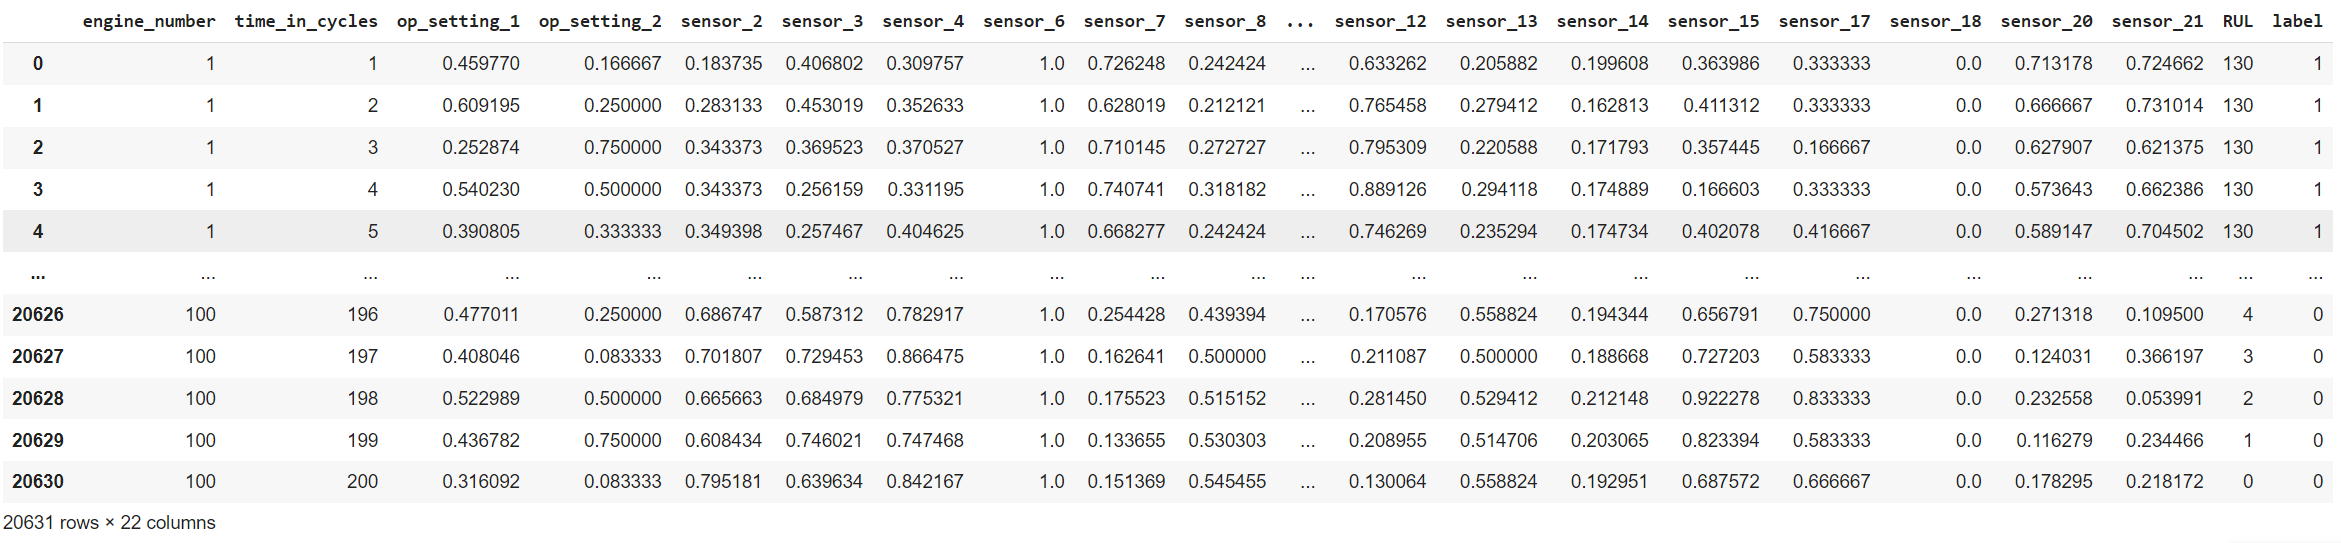 engine_number time_in_cycles op_setting_1 op_setting_2 sensor_2 sensor_3 sensor_4 sensor_6 sensor_7 sensor_8 ... sensor_12 sensor_13 sensor_14 sensor_15 sensor_17 sensor_18 sensor_20 sensor_21 RUL label
0 1 1 0.459770 0.166667 0.183735 0.406802 0.309757 1.0 0.726248 0.242424 ... 0.633262 0.205882 0.199608 0.363986 0.333333 0.0 0.713178 0.724662 130 1
1 1 2 0.609195 0.250000 0.283133 0.453019 0.352633 1.0 0.628019 0.212121 ... 0.765458 0.279412 0.162813 0.411312 0.333333 0.0 0.666667 0.731014 130 1
2 1 3 0.252874 0.750000 0.343373 0.369523 0.370527 1.0 0.710145 0.272727 ... 0.795309 0.220588 0.171793 0.357445 0.166667 0.0 0.627907 0.621375 130 1
3 1 4 0.540230 0.500000 0.343373 0.256159 0.331195 1.0 0.740741 0.318182 ... 0.889126 0.294118 0.174889 0.166603 0.333333 0.0 0.573643 0.662386 130 1
4 1 5 0.390805 0.333333 0.349398 0.257467 0.404625 1.0 0.668277 0.242424 ... 0.746269 0.235294 0.174734 0.402078 0.416667 0.0 0.589147 0.704502 130 1
... ... ... ... ... ... ... ... ... ... ... ... ... ... ... ... ... ... ... ... ... ...
20626 100 196 0.477011 0.250000 0.686747 0.587312 0.782917 1.0 0.254428 0.439394 ... 0.170576 0.558824 0.194344 0.656791 0.750000 0.0 0.271318 0.109500 4 0
20627 100 197 0.408046 0.083333 0.701807 0.729453 0.866475 1.0 0.162641 0.500000 ... 0.211087 0.500000 0.188668 0.727203 0.583333 0.0 0.124031 0.366197 3 0
20628 100 198 0.522989 0.500000 0.665663 0.684979 0.775321 1.0 0.175523 0.515152 ... 0.281450 0.529412 0.212148 0.922278 0.833333 0.0 0.232558 0.053991 2 0
20629 100 199 0.436782 0.750000 0.608434 0.746021 0.747468 1.0 0.133655 0.530303 ... 0.208955 0.514706 0.203065 0.823394 0.583333 0.0 0.116279 0.234466 1 0
20630 100 200 0.316092 0.083333 0.795181 0.639634 0.842167 1.0 0.151369 0.545455 ... 0.130064 0.558824 0.192951 0.687572 0.666667 0.0 0.178295 0.218172 0 0
20631 rows × 22 columns